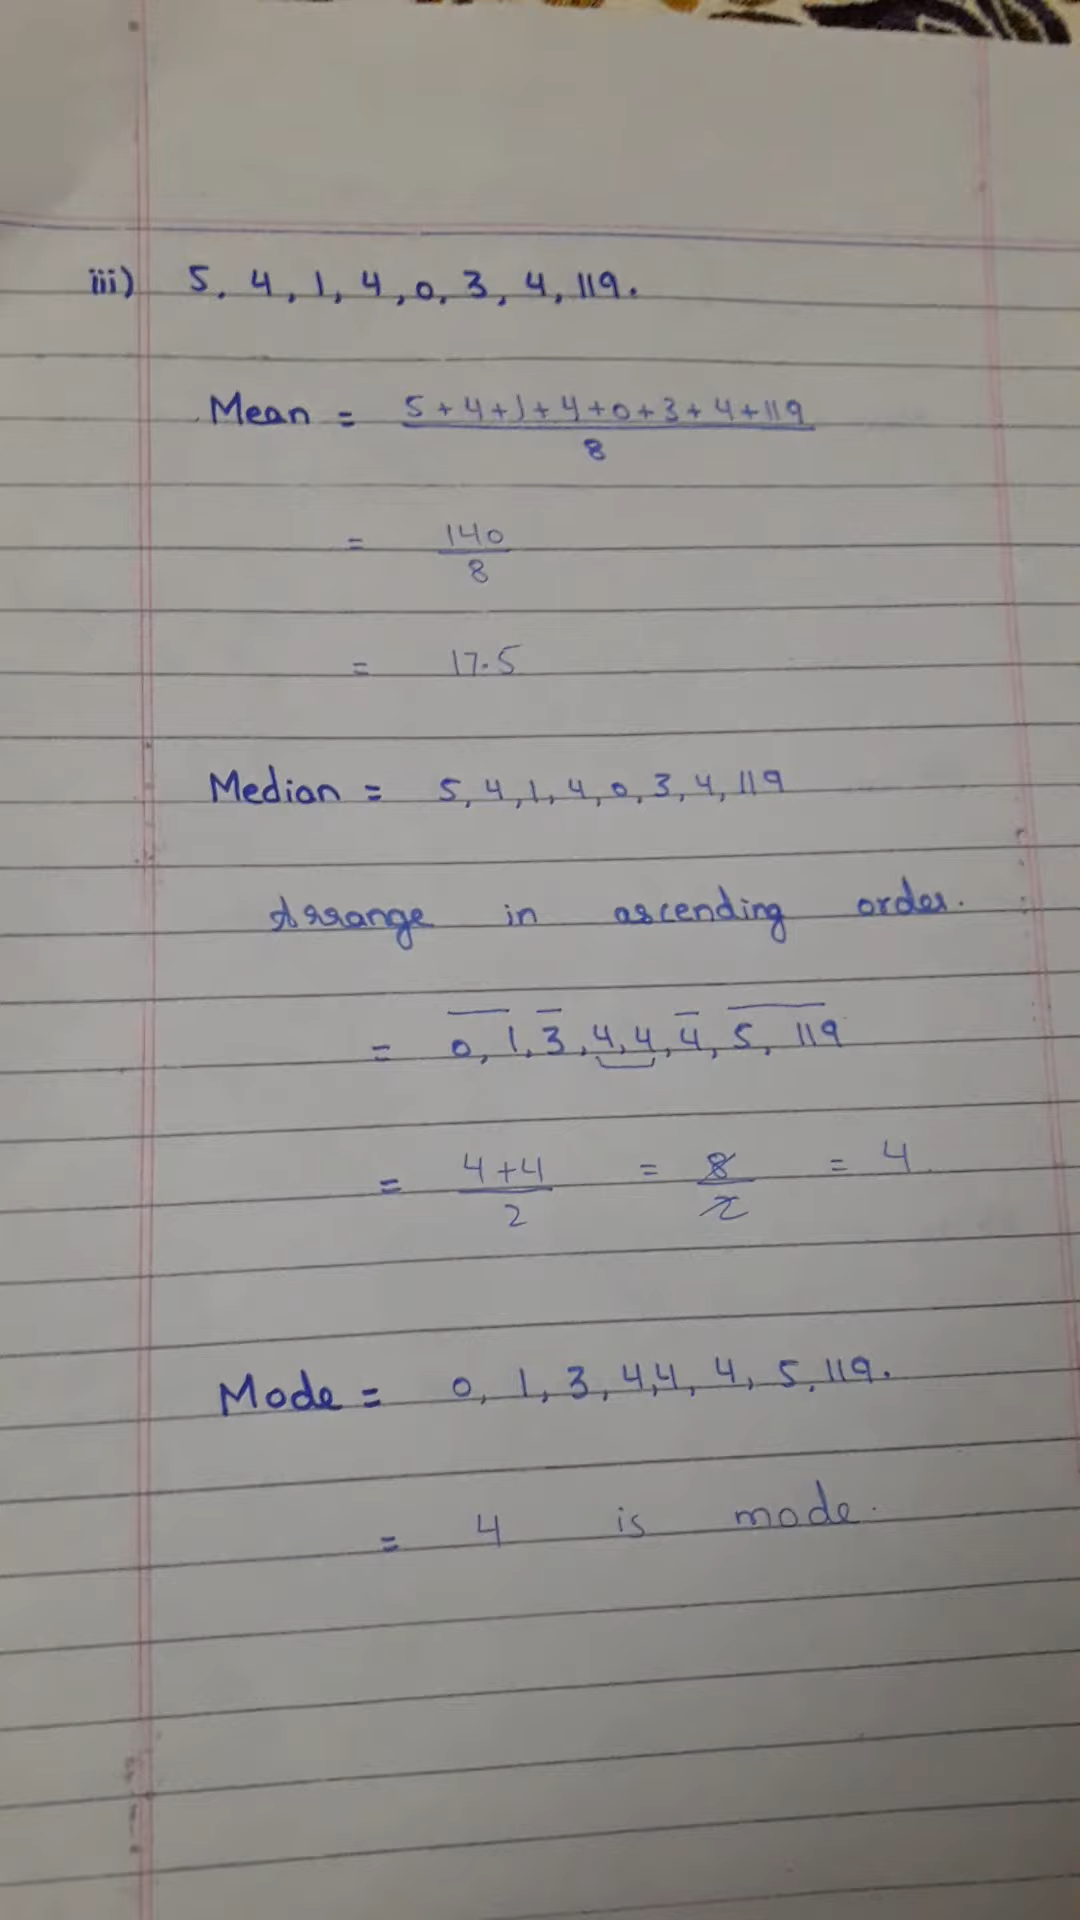 iii) 5, 4, 1, 4, 0, 3, 4, 119.
Mean = 5+4+1+4+0+3+4+119
8
= 140
8
= 17.5
Median = 5, 4, 1, 4, 0, 3, 4, 119
Arrange in ascending order.
= 0, 1, 3, 4, 4, 4, 5, 119
= 4+4 = 8 = 4
2 2
Mode = 0, 1, 3, 4, 4, 4, 5, 119.
= 4 is mode.